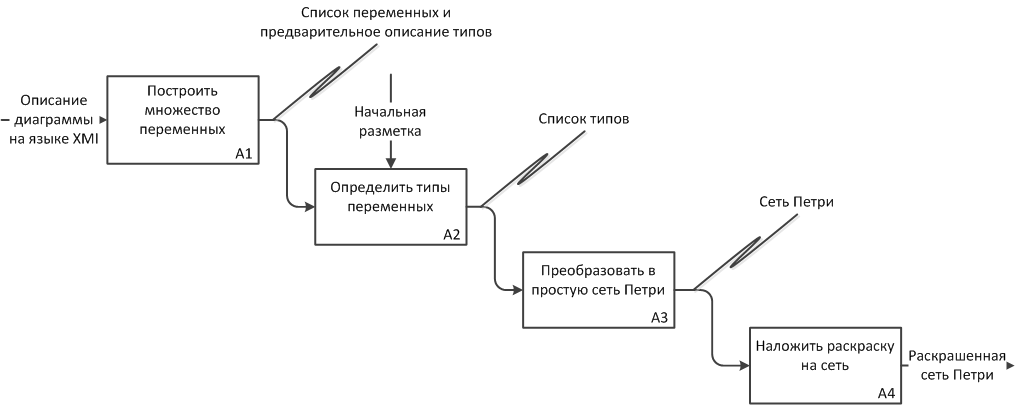 Список переменных и
предварительное описание типов
Описание
диаграммы
на языке XMI
Построить
множество
переменных
A1
Начальная
разметка
Список типов
Определить типы
переменных
A2
Сеть Петри
Преобразовать в
простую сеть Петри
A3
Наложить раскраску
на сеть
A4
Раскрашенная
сеть Петри